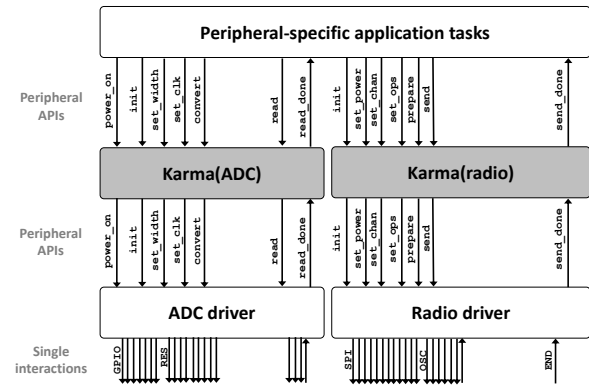 Peripheral-specific application tasks
Peripheral
APIs
power_on
init
set_width
set_clk
convert
read
read_done
init
set_power
set_chan
set_ops
prepare
send
send_done
Karma(ADC)
Karma(radio)
Peripheral
APIs
power_on
init
set_width
set_clk
convert
read
read_done
init
set_power
set_chan
set_ops
prepare
send
send_done
ADC driver
Radio driver
Single
interactions
GPIO
RES
SPI
OSC
END